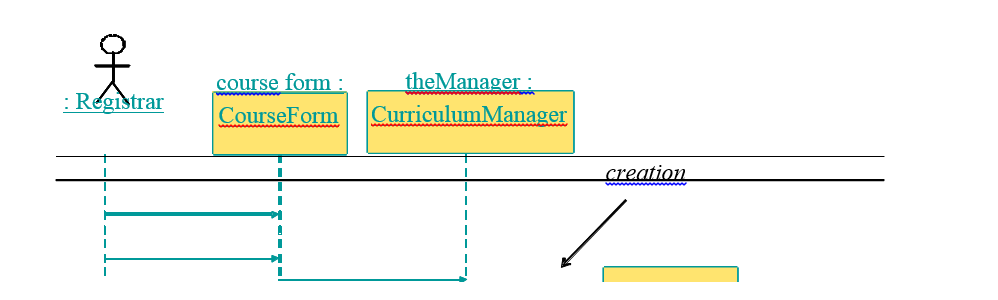 course form :
theManager :
: Registrar
CourseForm
CurriculumManager
creation